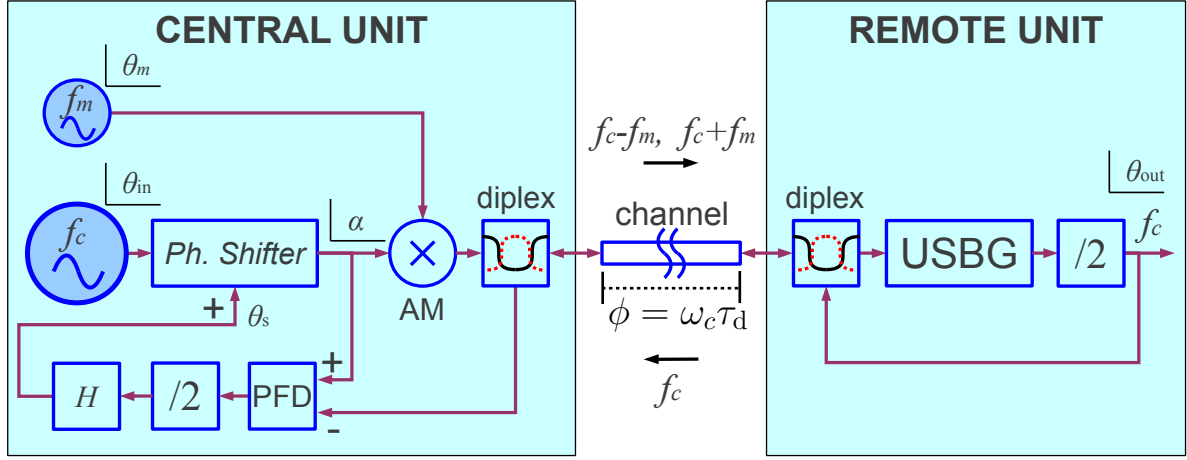 CENTRAL UNIT
REMOTE UNIT
θm
fm
fc-fm, fc+fm
θin
θout
diplex
diplex
channel
fc
α
fc
Ph. Shifter
USBG
/2
AM
+
θs
ϕ = ωcτd
+
fc
H
/2
PFD
-